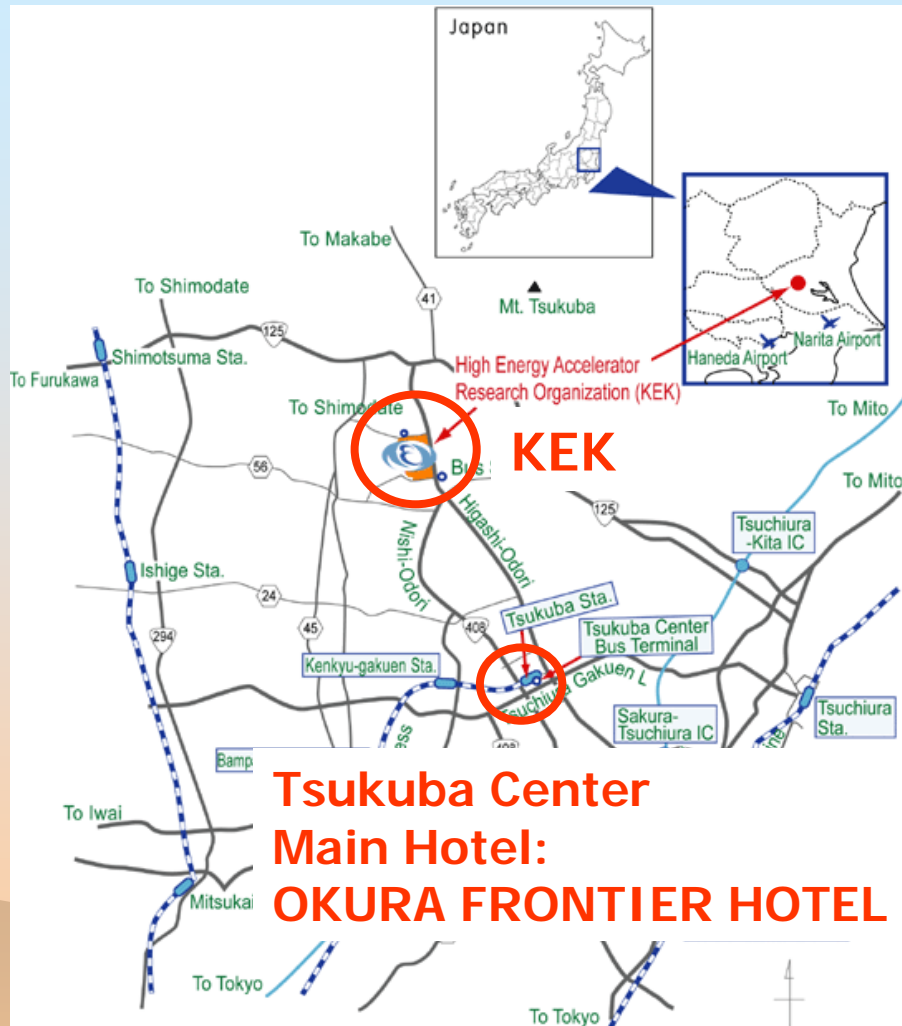 Japan
To Makabe
41
Mt. Tsukuba
To Shimodate
125
Shimotsuma Sta.
To Furukawa
High Energy Accelerator
Research Organization (KEK)
Narita Airport
Haneda Airport
To Shimodate
To Mito
KEK
Bus
56
To Mito
125
Tsuchiura
-Kita IC
Higashi-Odori
Nishi-Odori
Ishige Sta.
24
Tsukuba Sta.
408
45
Tsukuba Center
Bus Terminal
294
Kenkyu-gakuen Sta.
Tsuchiura Gakuen L
Sakura-
Tsuchiura IC
Tsuchiura
Sta.
Tsukuba Center
Main Hotel:
OKURA FRONTIER HOTEL
To Iwai
To Tokyo
To Tokyo